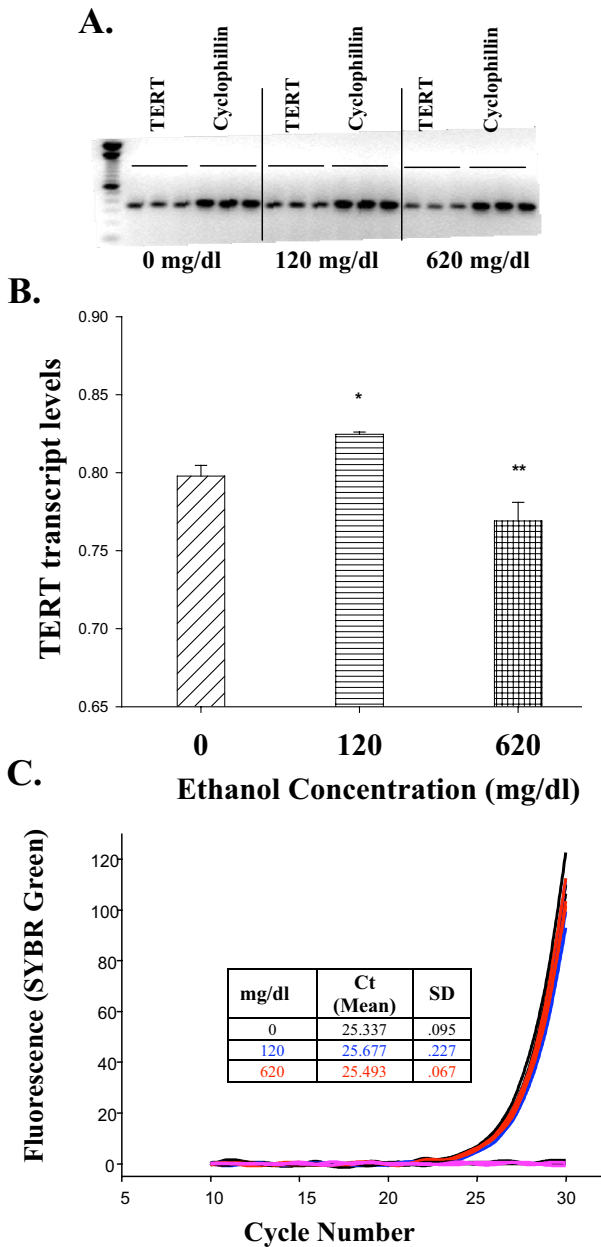 A.
TERT
Cyclophillin
TERT
Cyclophillin
TERT
Cyclophillin
0 mg/dl
120 mg/dl
620 mg/dl
B.
TERT transcript levels
0.90
0.85
0.80
0.75
0.70
0.65
*
**
0
120
620
Ethanol Concentration (mg/dl)
C.
Fluorescence (SYBR Green)
120
100
80
60
40
20
0
mg/dl Ct (Mean) SD
0 25.337 .095
120 25.677 .227
620 25.493 .067
5 10 15 20 25 30
Cycle Number